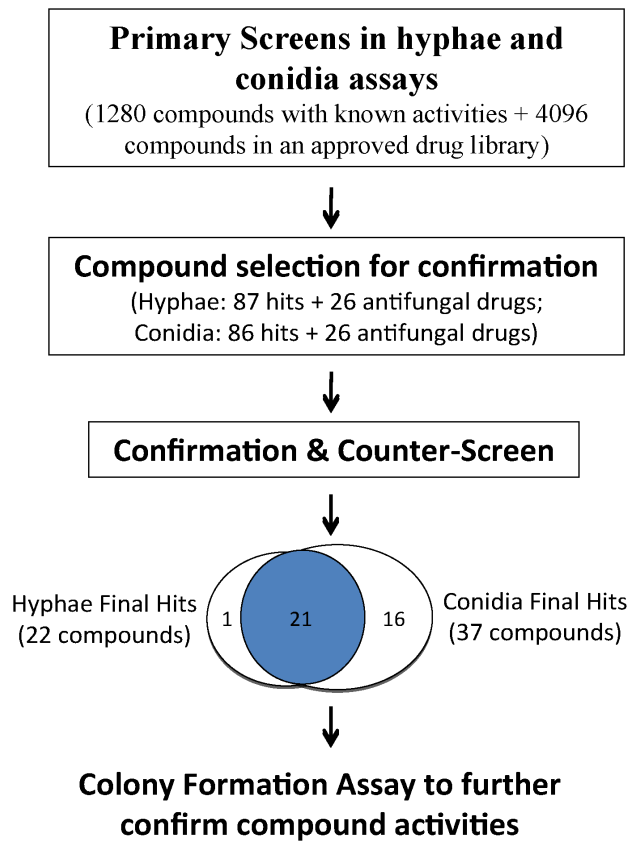 Primary Screens in hyphae and
conidia assays
(1280 compounds with known activities + 4096
compounds in an approved drug library)
Compound selection for confirmation
(Hyphae: 87 hits + 26 antifungal drugs;
Conidia: 86 hits + 26 antifungal drugs)
Confirmation & Counter-Screen
Hyphae Final Hits
(22 compounds)
1
21
16
Conidia Final Hits
(37 compounds)
Colony Formation Assay to further
confirm compound activities